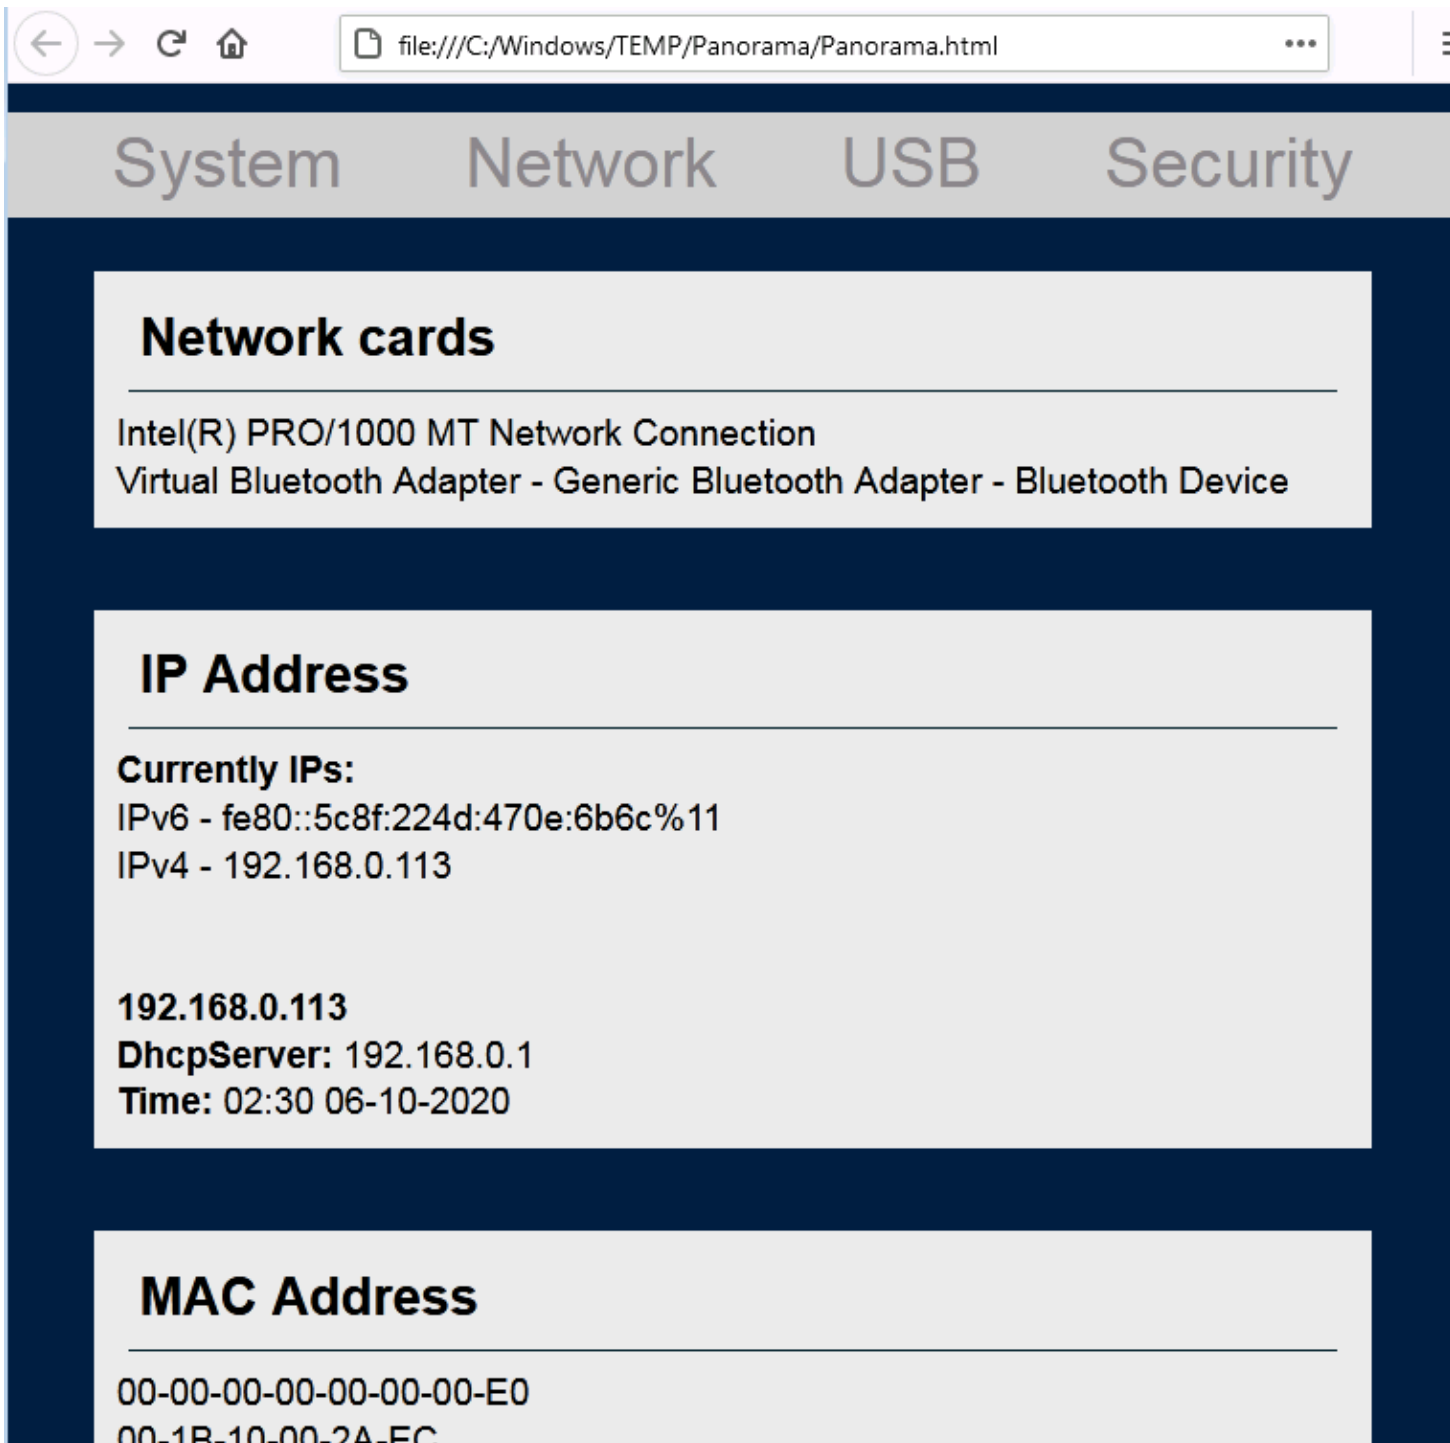 file:///C:/Windows/TEMP/Panorama/Panorama.html
System Network USB Security
Network cards
Intel(R) PRO/1000 MT Network Connection
Virtual Bluetooth Adapter - Generic Bluetooth Adapter - Bluetooth Device
IP Address
Currently IPs:
IPv6 - fe80::5c8f:224d:470e:6b6c%11
IPv4 - 192.168.0.113
192.168.0.113
DhcpServer: 192.168.0.1
Time: 02:30 06-10-2020
MAC Address
00-00-00-00-00-00-00-E0